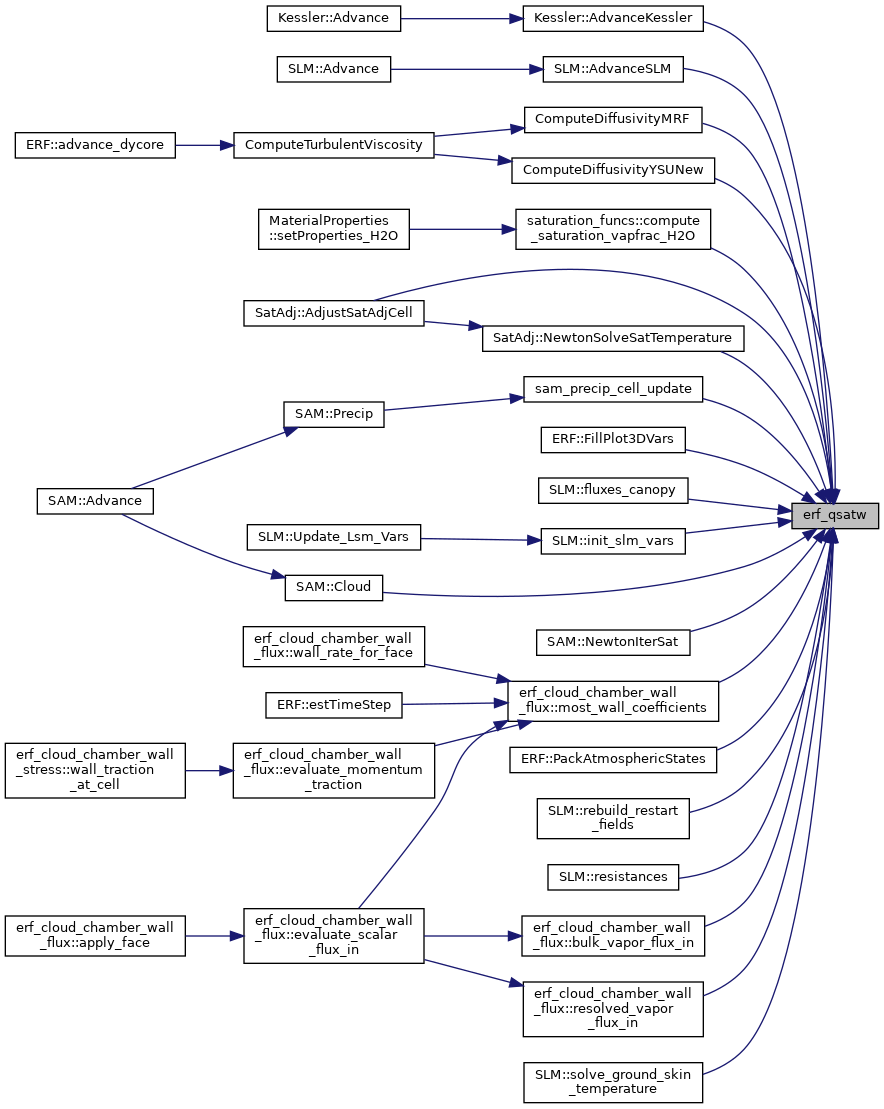 Kessler::Advance
Kessler::AdvanceKessler
SLM::Advance
SLM::AdvanceSLM
ComputeDiffusivityMRF
ERF::advance_dycore
ComputeTurbulentViscosity
ComputeDiffusivityYSUNew
MaterialProperties
::setProperties_H2O
saturation_funcs::compute
_saturation_vapfrac_H2O
SatAdj::AdjustSatAdjCell
SatAdj::NewtonSolveSatTemperature
sam_precip_cell_update
SAM::Precip
ERF::FillPlot3DVars
SLM::fluxes_canopy
SAM::Advance
erf_qsatw
SLM::Update_Lsm_Vars
SLM::init_slm_vars
SAM::Cloud
erf_cloud_chamber_wall
_flux::wall_rate_for_face
SAM::NewtonIterSat
ERF::estTimeStep
erf_cloud_chamber_wall
_flux::most_wall_coefficients
erf_cloud_chamber_wall
_stress::wall_traction
_at_cell
erf_cloud_chamber_wall
_flux::evaluate_momentum
_traction
ERF::PackAtmosphericStates
SLM::rebuild_restart
_fields
SLM::resistances
erf_cloud_chamber_wall
_flux::apply_face
erf_cloud_chamber_wall
_flux::evaluate_scalar
_flux_in
erf_cloud_chamber_wall
_flux::bulk_vapor_flux_in
erf_cloud_chamber_wall
_flux::resolved_vapor
_flux_in
SLM::solve_ground_skin
_temperature